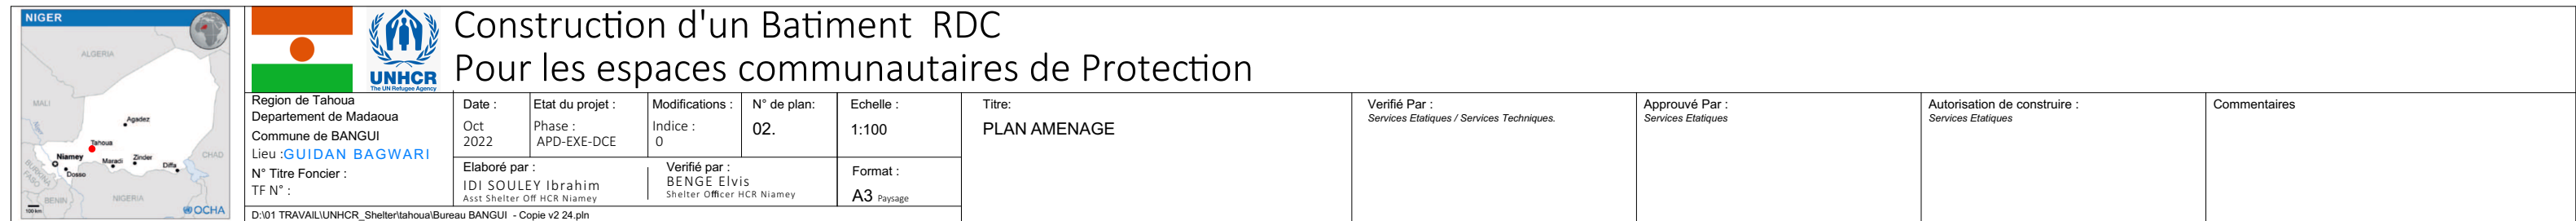 NIGER
ALGERIA
MALI
Agadez
Tahoua
Niamey
Maradi
Zinder
Diffa
CHAD
Dosso
BURKINA
FASO
BENIN
NIGERIA
100 km
OCHA
UNHCR
The UN Refugee Agency
Construction d'un Batiment RDC
Pour les espaces communautaires de Protection
Region de Tahoua
Departement de Madaoua
Commune de BANGUI
Lieu :GUIDAN BAGWARI
N° Titre Foncier :
TF N° :
Date :
Oct
2022
Etat du projet :
Phase :
APD-EXE-DCE
Modifications :
Indice :
0
N° de plan:
02.
Echelle :
1:100
Elaboré par :
IDI SOULEY Ibrahim
Asst Shelter Off HCR Niamey
Verifié par :
BENGE Elvis
Shelter Officer HCR Niamey
Format :
A3 Paysage
D:\01 TRAVAIL\UNHCR_Shelter\tahoua\Bureau BANGUI - Copie v2 24.pln
Titre:
PLAN AMENAGE
Verifié Par :
Services Etatiques / Services Techniques.
Approuvé Par :
Services Etatiques
Autorisation de construire :
Services Etatiques
Commentaires